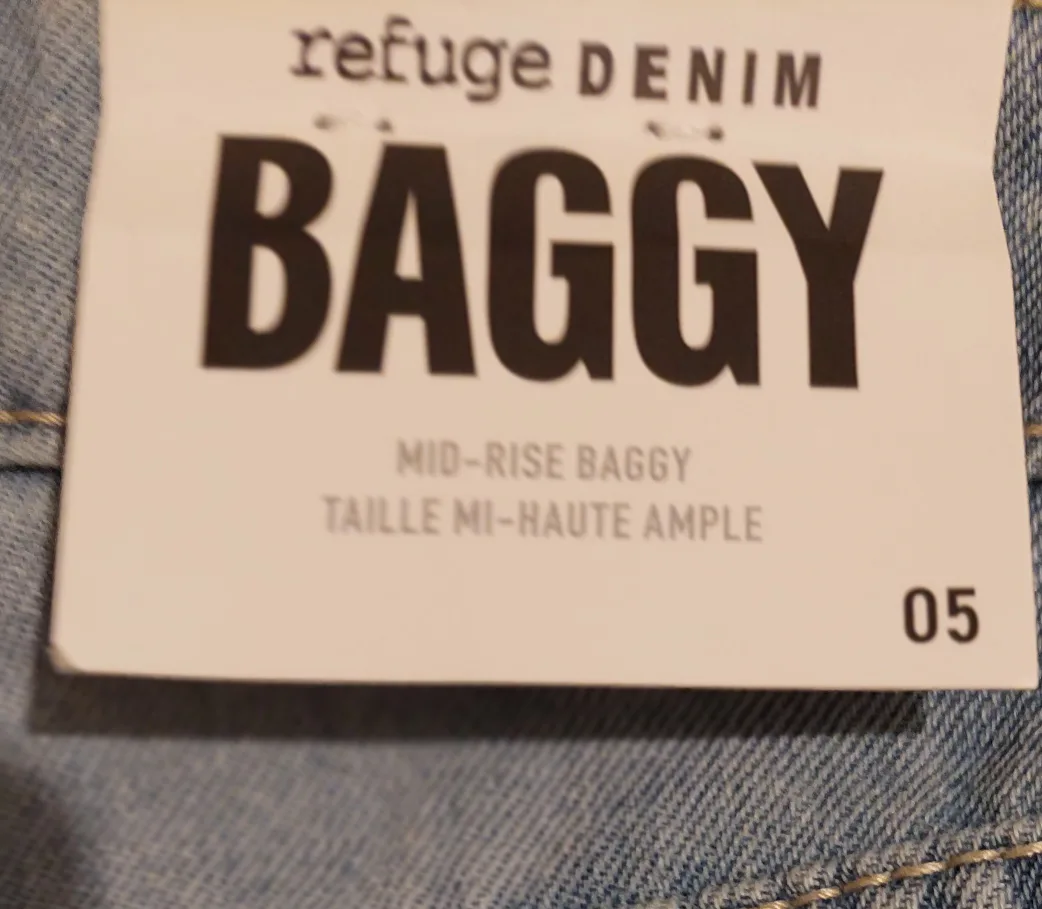 refuge DENIM
BAGGY
MID-RISE BAGGY
TAILLE MI-HAUTE AMPLE
05